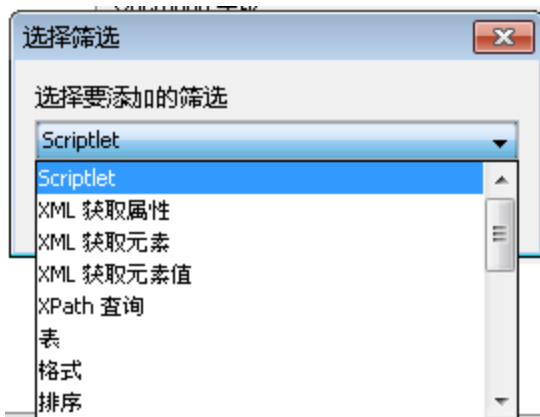 选择筛选
选择要添加的筛选
Scriptlet
Scriptlet
XML 获取属性
XML 获取元素
XML 获取元素值
XPath 查询
表
格式
排序